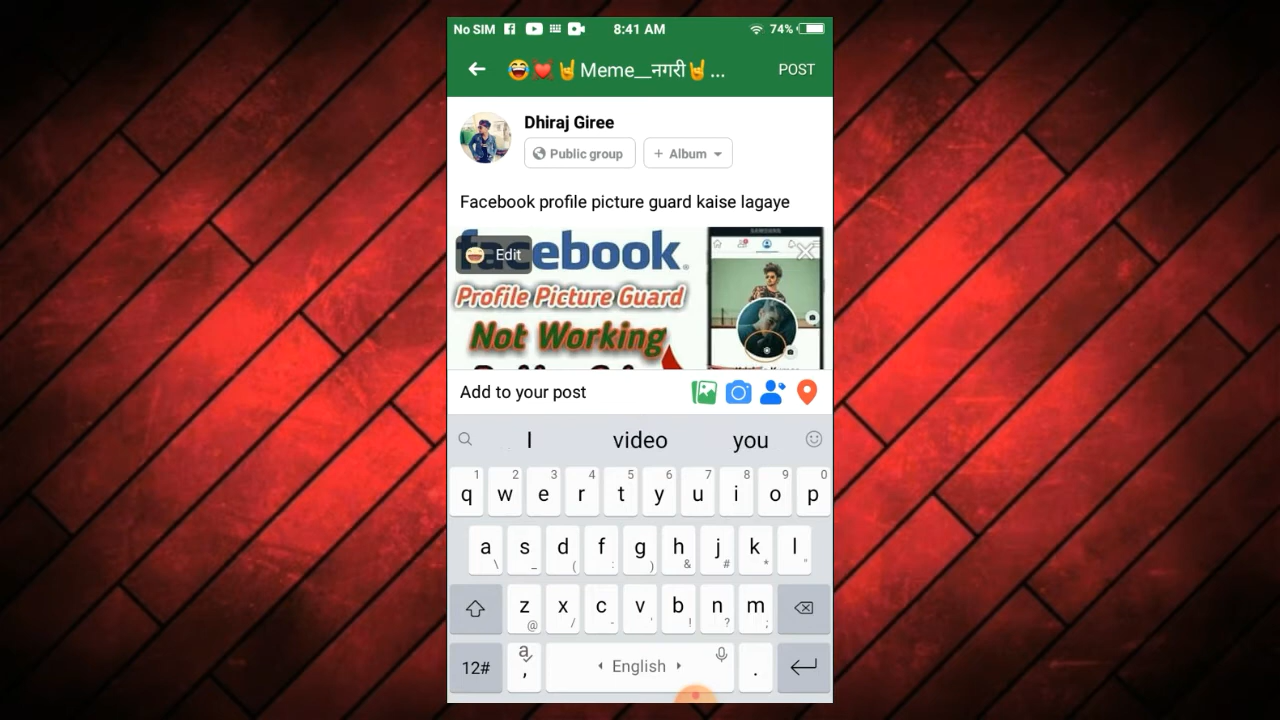 No SIM 8:41 AM 74%
😂💓🤘Meme__नगरी🤘... POST
Dhiraj Giree
Public group + Album
Facebook profile picture guard kaise lagaye
facebook.
SAMSUNG
Edit
Profile Picture Guard
Not Working
Add to your post
I video you
1 2 3 4 5 6 7 8 9 0
q w e r t y u i o p
a s d f g h j k l
\ _ ( : ) & # * "
z x c v b n m
@ / - ' ! ? ;
12# a , English .